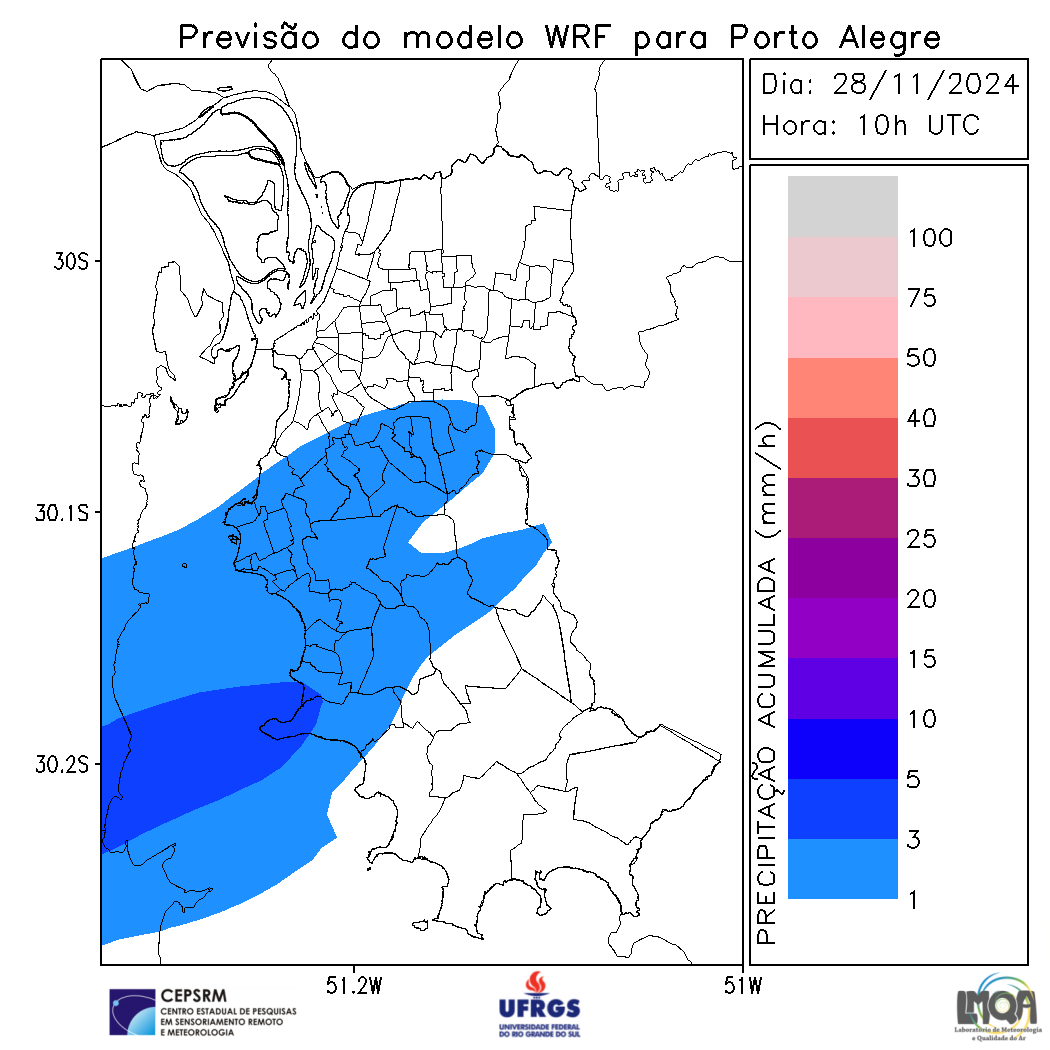 Previsão do modelo WRF para Porto Alegre
Dia: 28/11/2024
Hora: 10h UTC
30S
30.1S
30.2S
51.2W
51W
PRECIPITAÇÃO ACUMULADA (mm/h)
100
75
50
40
30
25
20
15
10
5
3
1
CEPSRM
CENTRO ESTADUAL DE PESQUISAS
EM SENSORIAMENTO REMOTO
E METEOROLOGIA
UFRGS
UNIVERSIDADE FEDERAL
DO RIO GRANDE DO SUL
LMQA
Laboratório de Meteorologia
e Qualidade do Ar